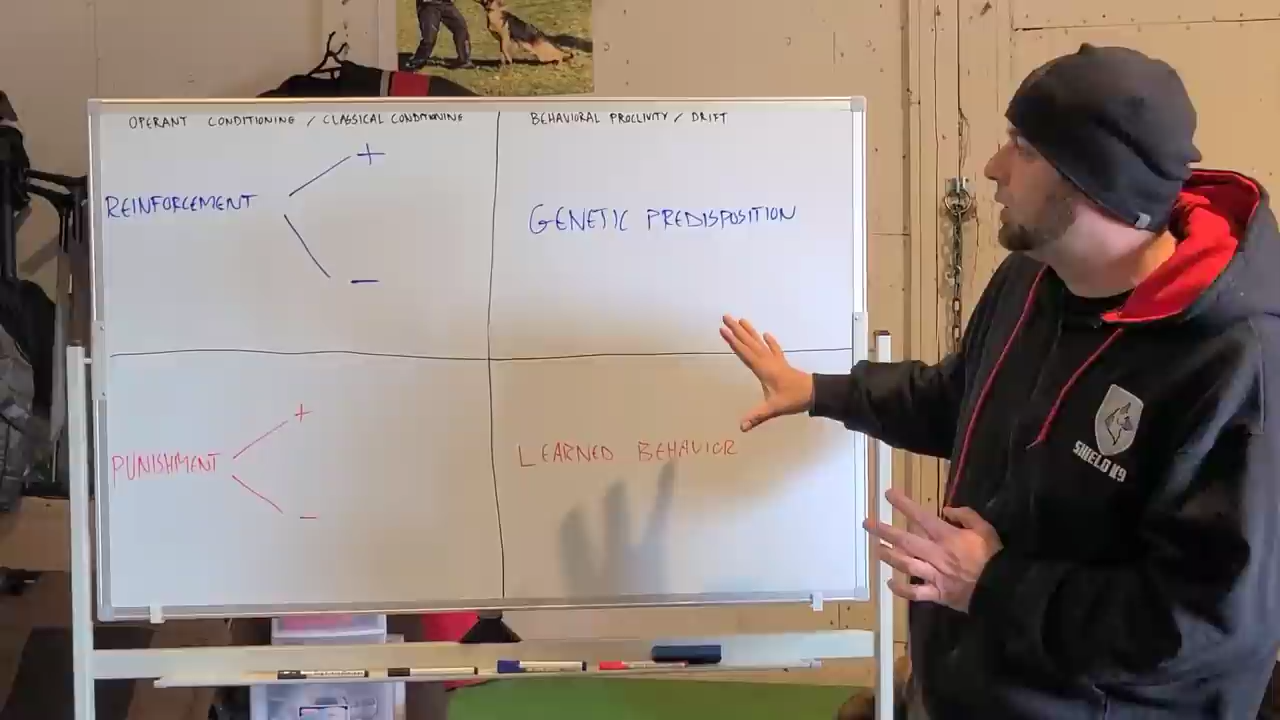 OPERANT CONDITIONING / CLASSICAL CONDITIONING
BEHAVIORAL PROCLIVITY / DRIFT
REINFORCEMENT
+
−
GENETIC PREDISPOSITION
PUNISHMENT
+
−
LEARNED BEHAVIOR
SHIELD K9